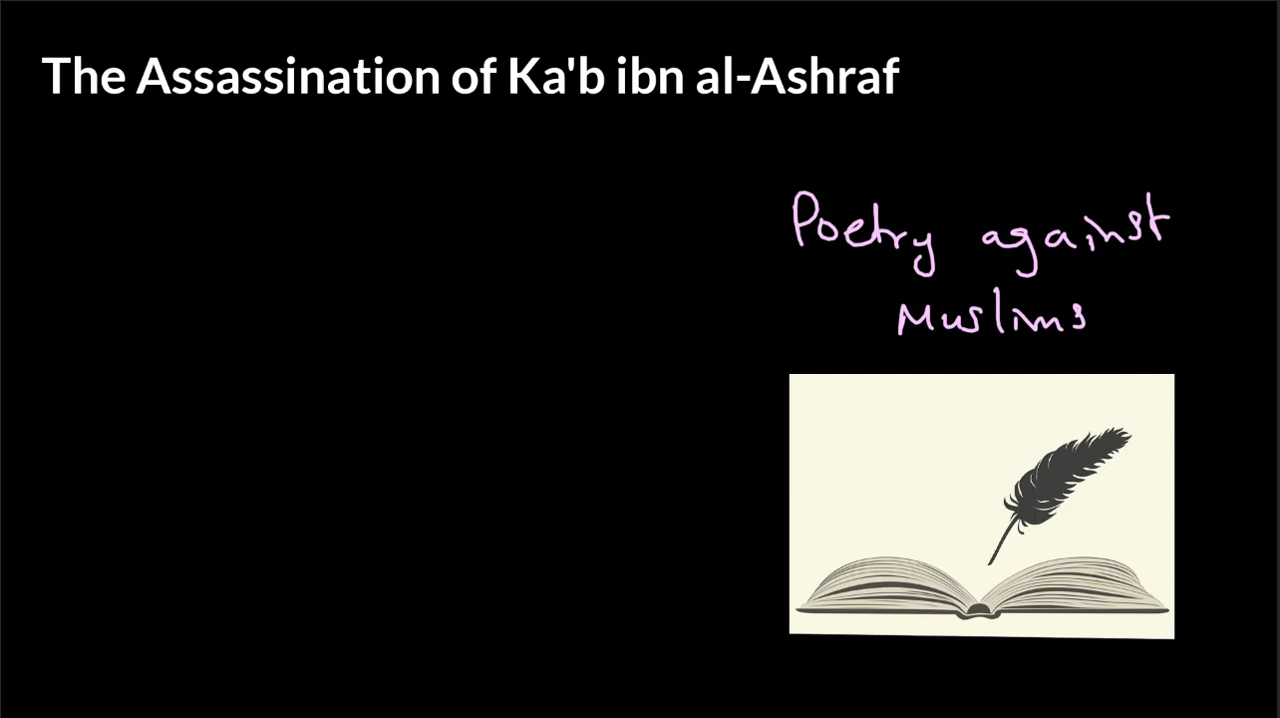 The Assassination of Ka'b ibn al-Ashraf
Poetry against
Muslims